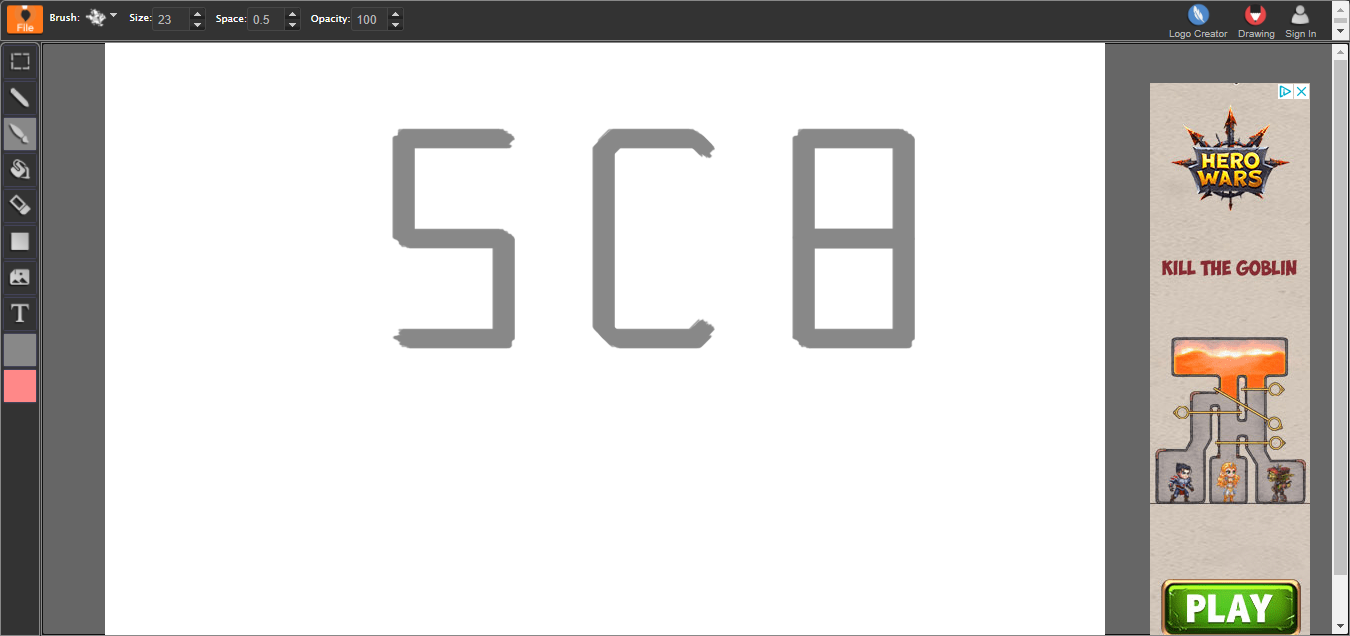 File Brush: Size: 23 Space: 0.5 Opacity: 100 Logo Creator Drawing Sign In
T
SC8
HERO
WARS
KILL THE GOBLIN
PLAY